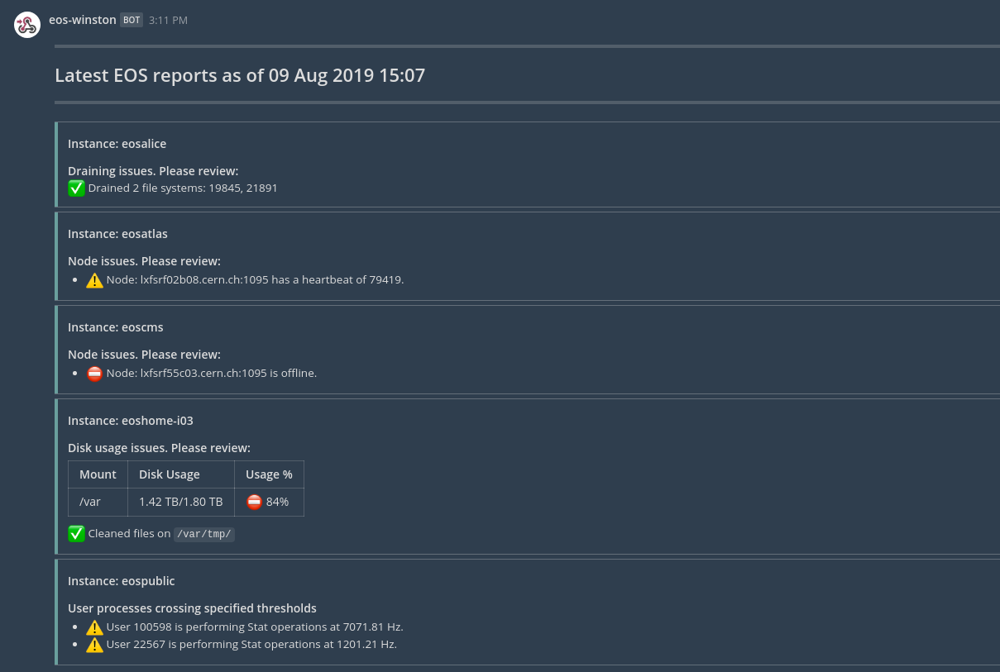 eos-winston BOT 3:11 PM
Latest EOS reports as of 09 Aug 2019 15:07
Instance: eosalice
Draining issues. Please review:
Drained 2 file systems: 19845, 21891
Instance: eosatlas
Node issues. Please review:
Node: lxfsrf02b08.cern.ch:1095 has a heartbeat of 79419.
Instance: eoscms
Node issues. Please review:
Node: lxfsrf55c03.cern.ch:1095 is offline.
Instance: eoshome-i03
Disk usage issues. Please review:
Mount Disk Usage Usage %
/var 1.42 TB/1.80 TB 84%
Cleaned files on /var/tmp/
Instance: eospublic
User processes crossing specified thresholds
User 100598 is performing Stat operations at 7071.81 Hz.
User 22567 is performing Stat operations at 1201.21 Hz.